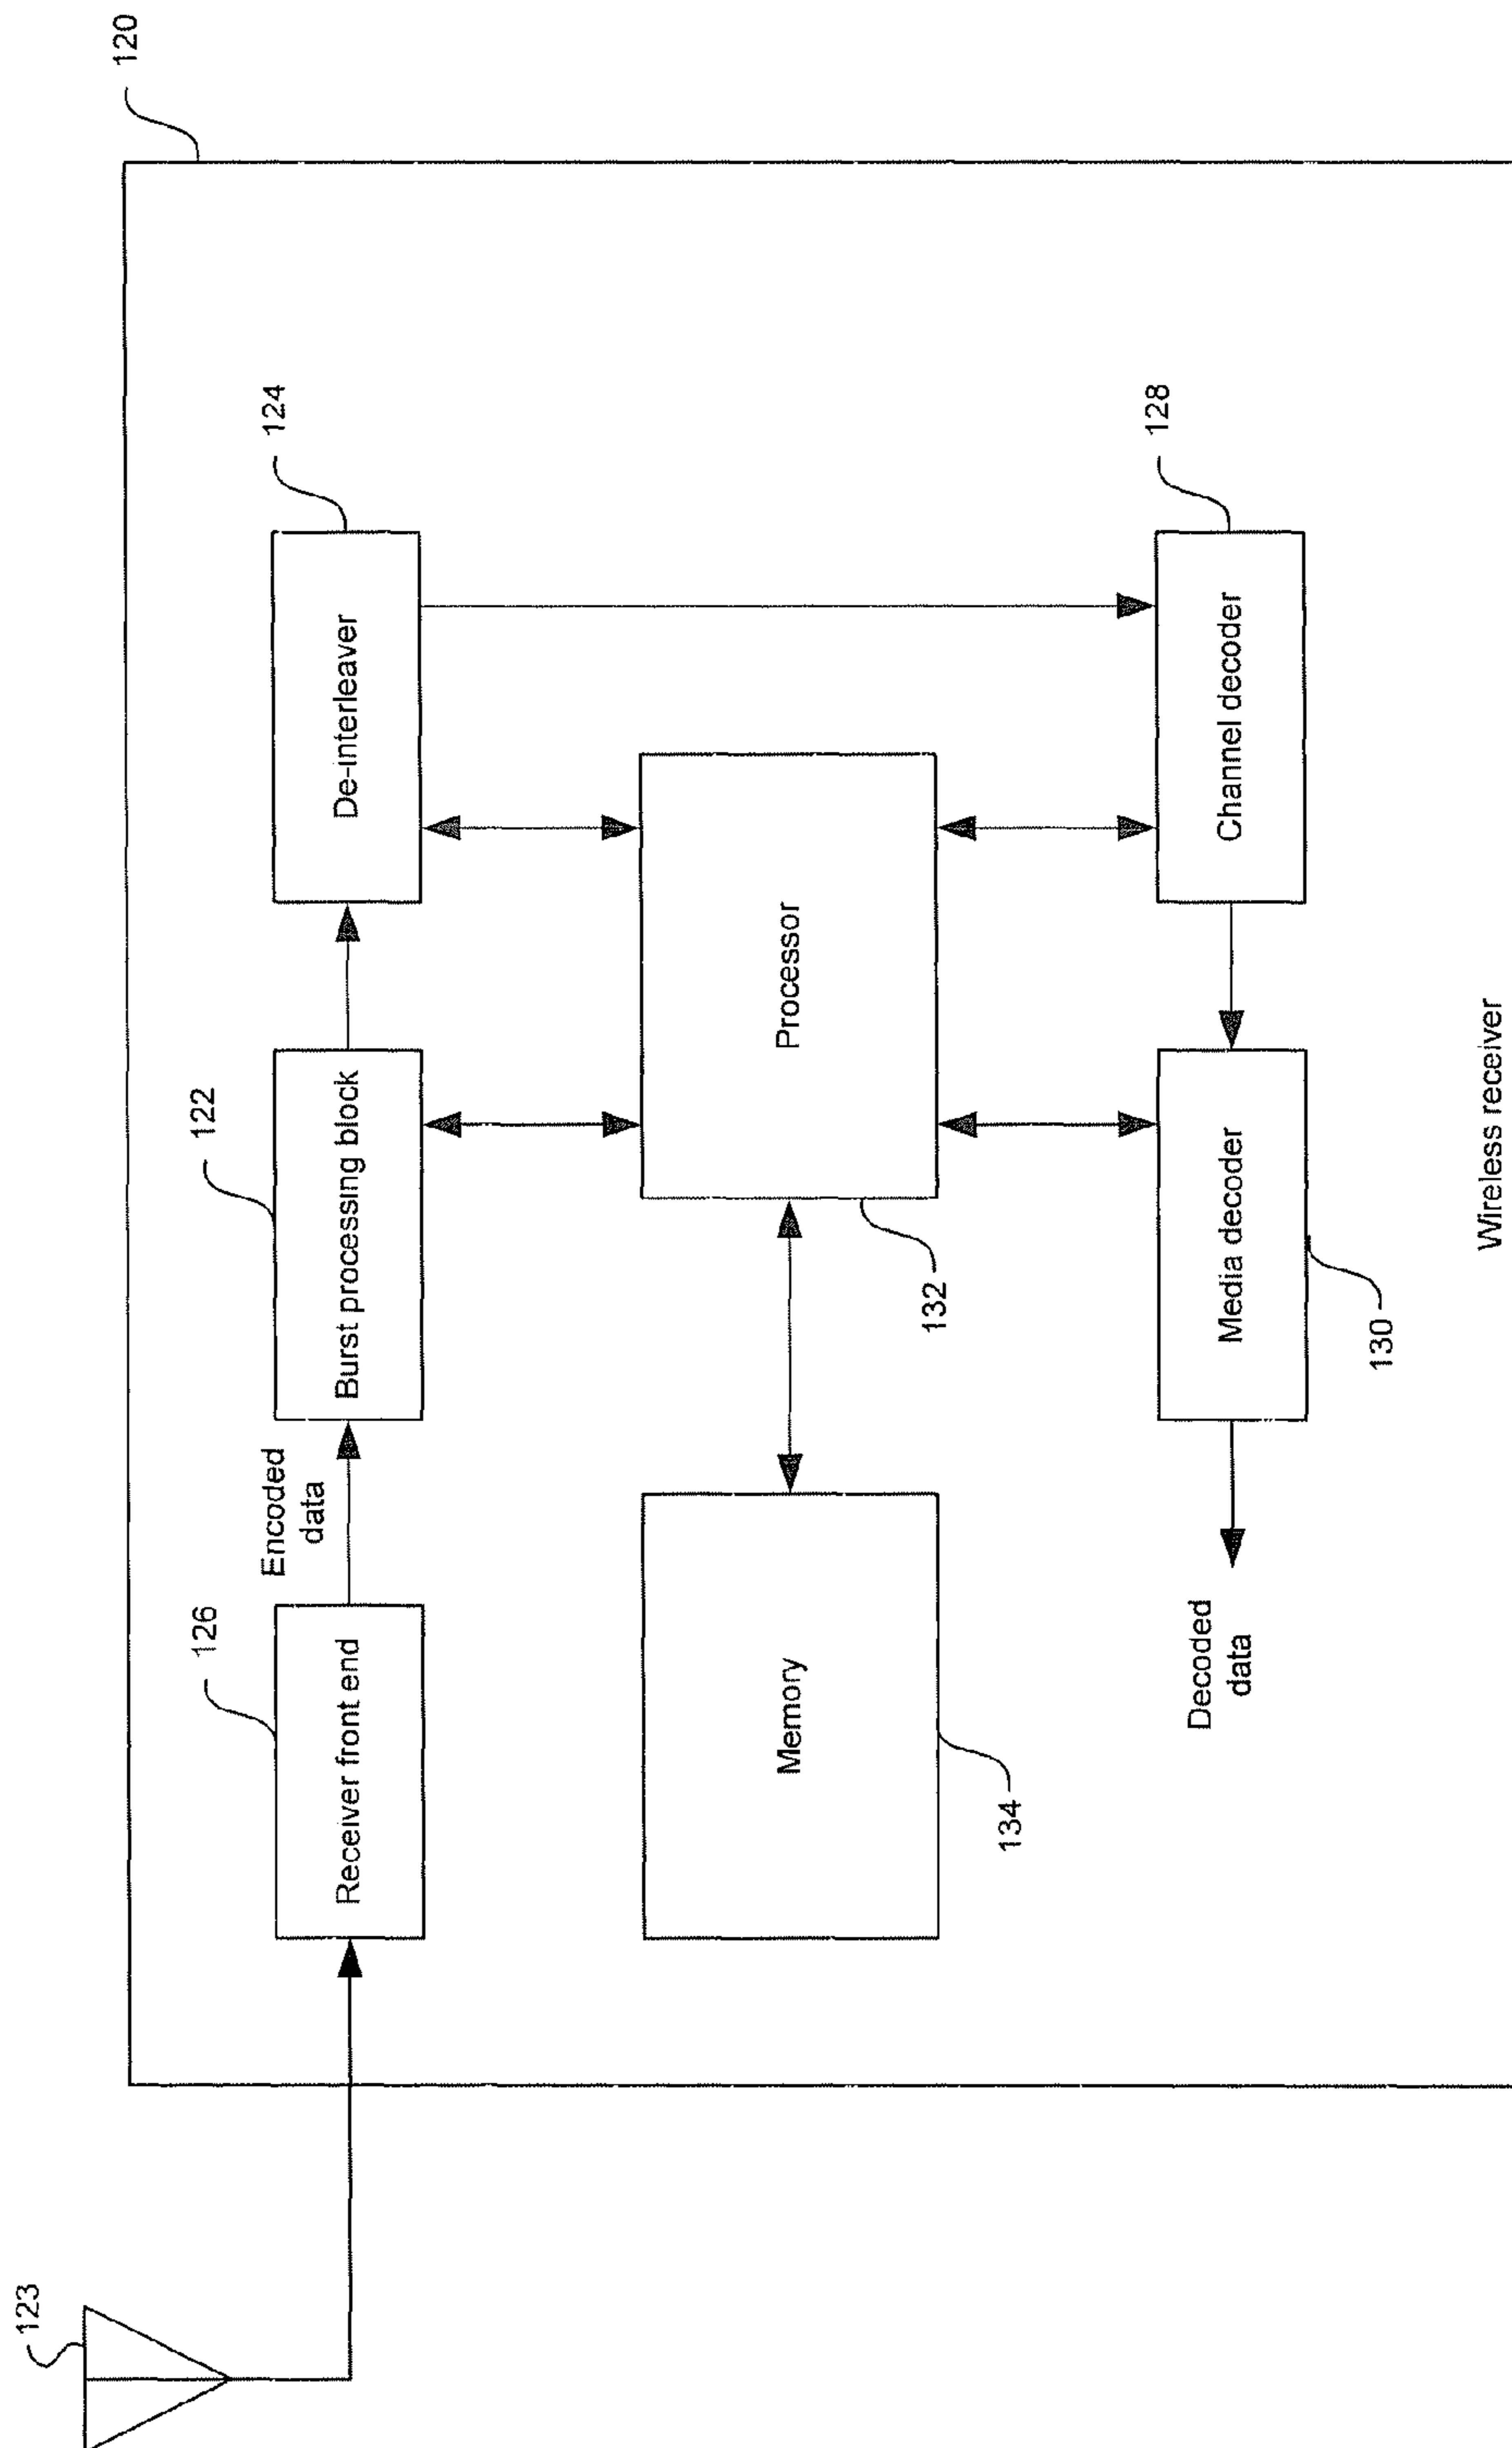 120
123
126
Receiver front end
Encoded
data
122
Burst processing block
124
De-interleaver
Memory
134
Processor
132
Decoded
data
Media decoder
130
Channel decoder
128
Wireless receiver